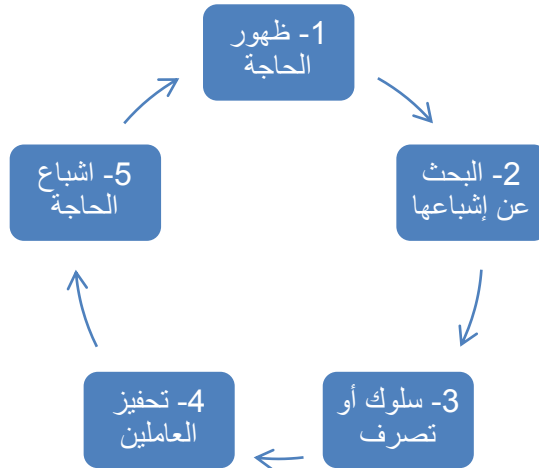 1- ظهور
الحاجة
2- البحث
عن إشباعها
3- سلوك أو
تصرف
4- تحفيز
العاملين
5- اشباع
الحاجة